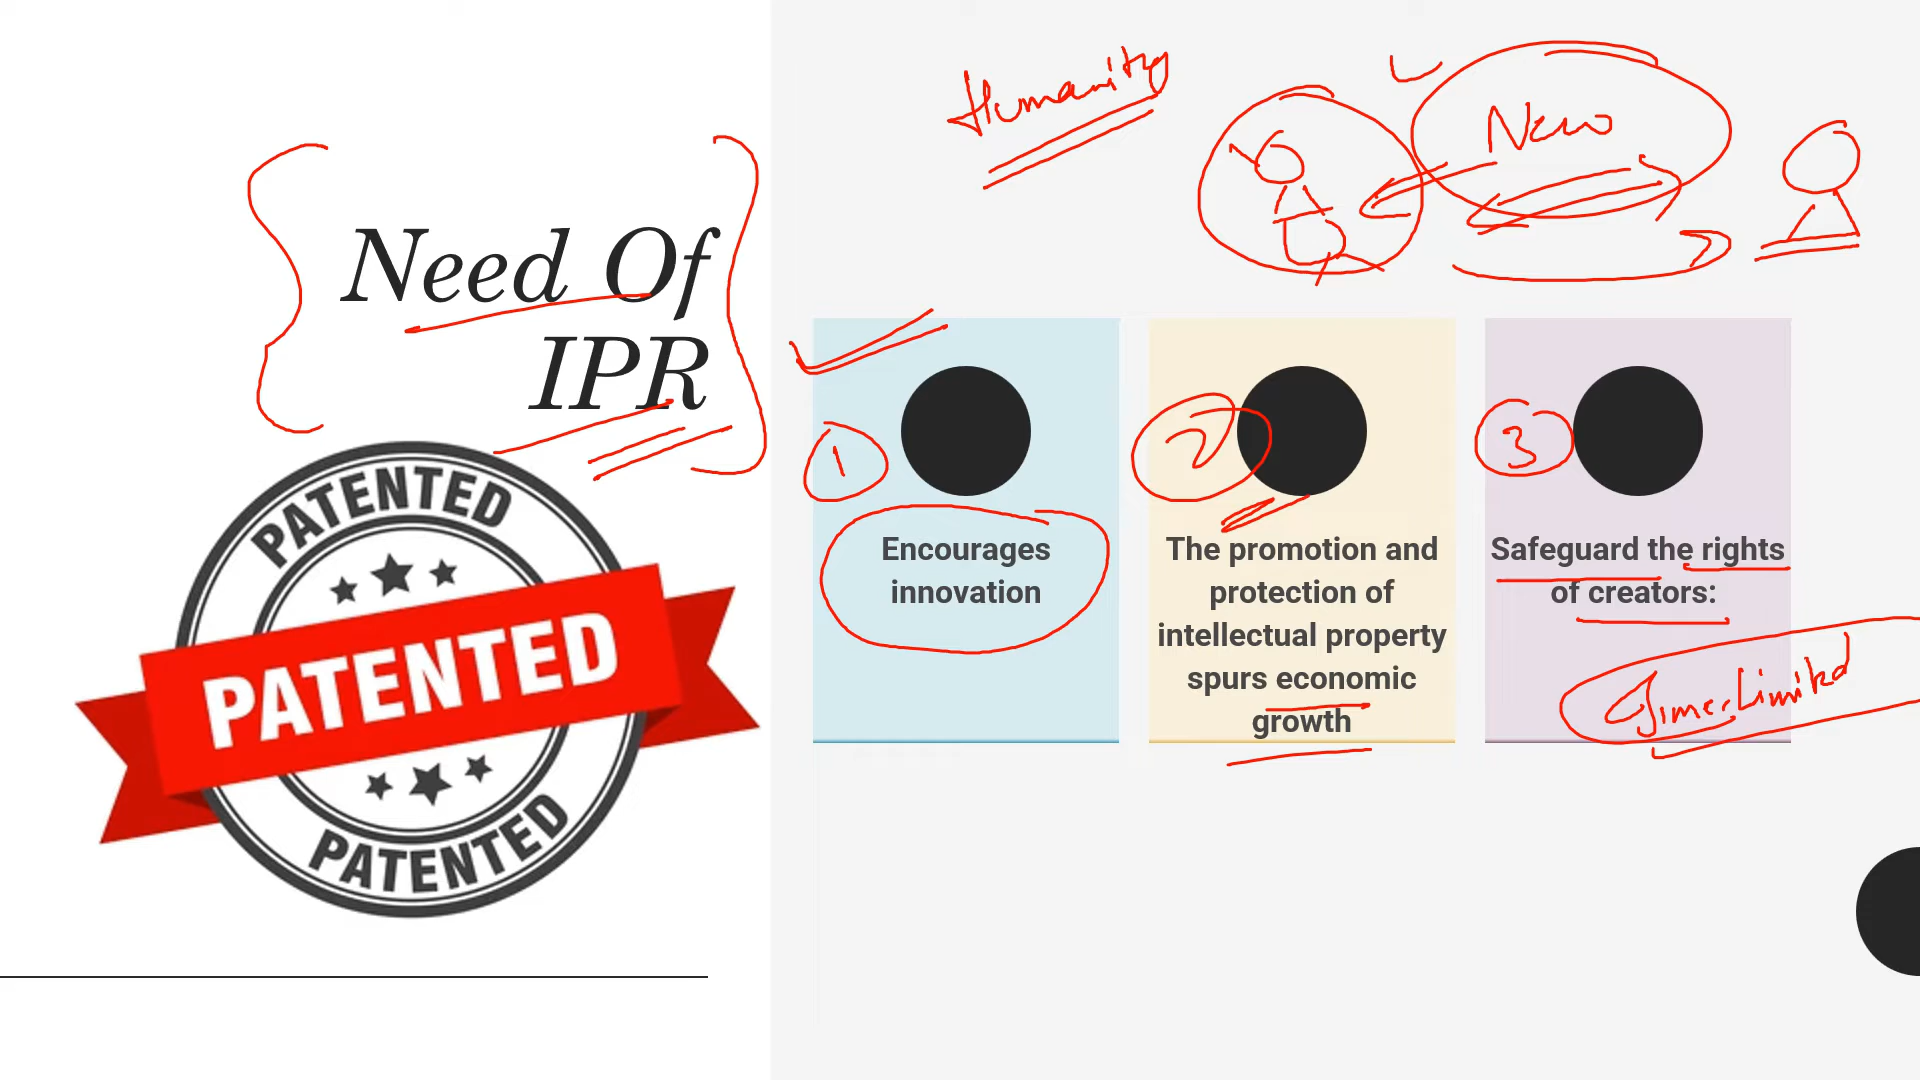 Need Of
IPR
PATENTED
PATENTED
PATENTED
Humanity
New
1
Encourages
innovation
2
The promotion and
protection of
intellectual property
spurs economic
growth
3
Safeguard the rights
of creators:
Time-Limited